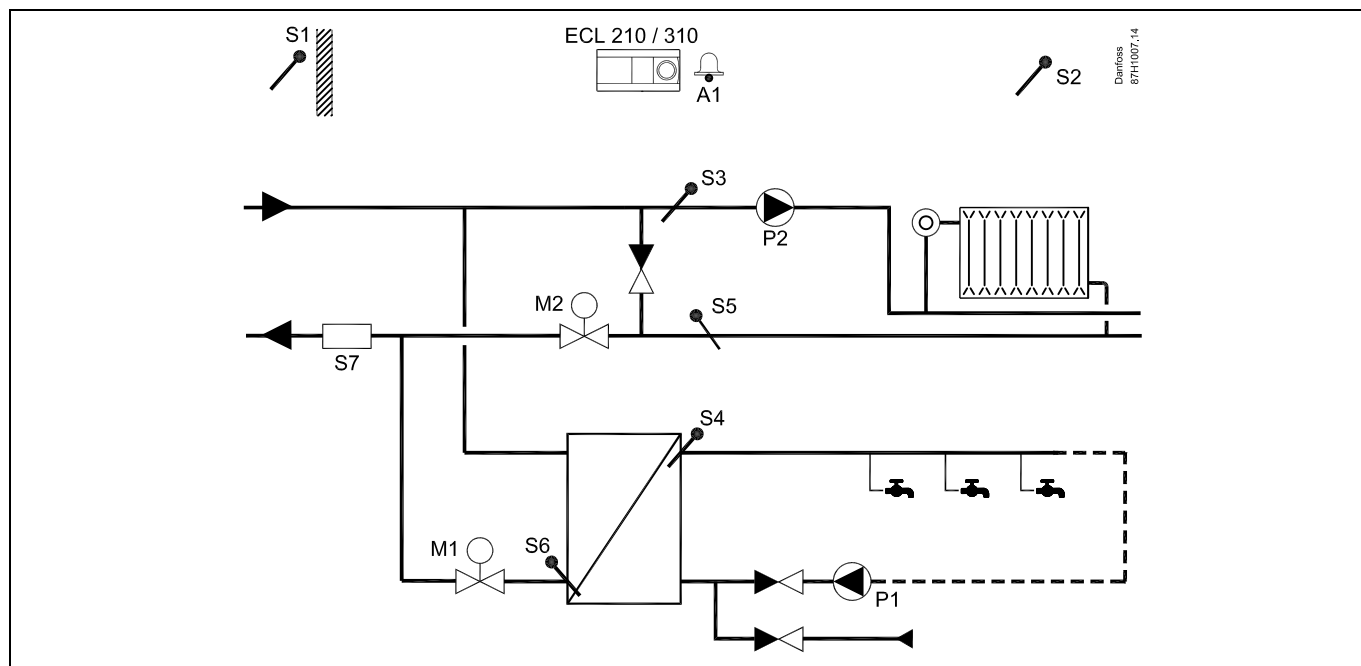 S1
ECL 210 / 310
A1
S2
Danfoss
87H1007.14
S3
P2
M2
S5
S7
S4
M1
S6
P1